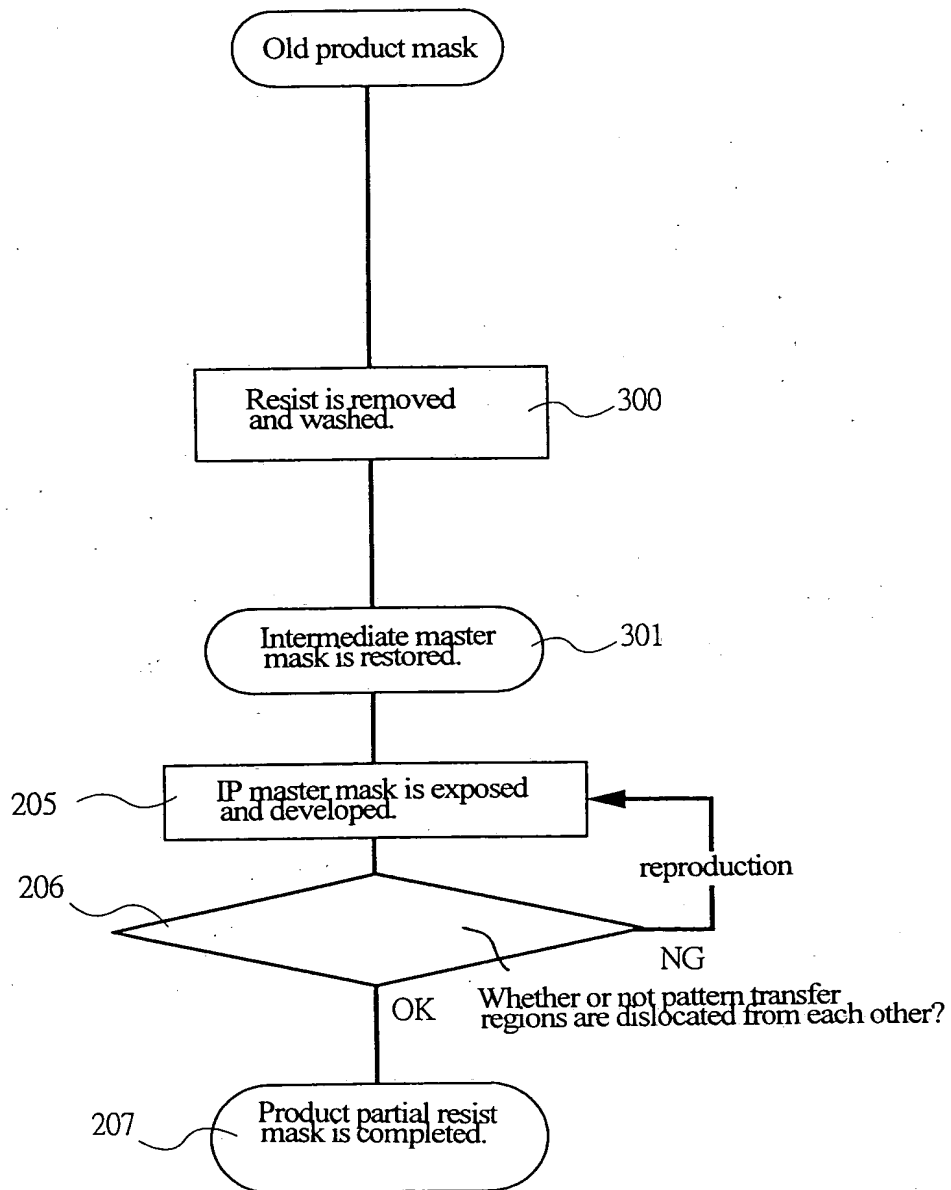 Old product mask
Resist is removed
and washed.
300
Intermediate master
mask is restored.
301
IP master mask is exposed
and developed.
205
reproduction
206
NG
Whether or not pattern transfer
regions are dislocated from each other?
OK
Product partial resist
mask is completed.
207